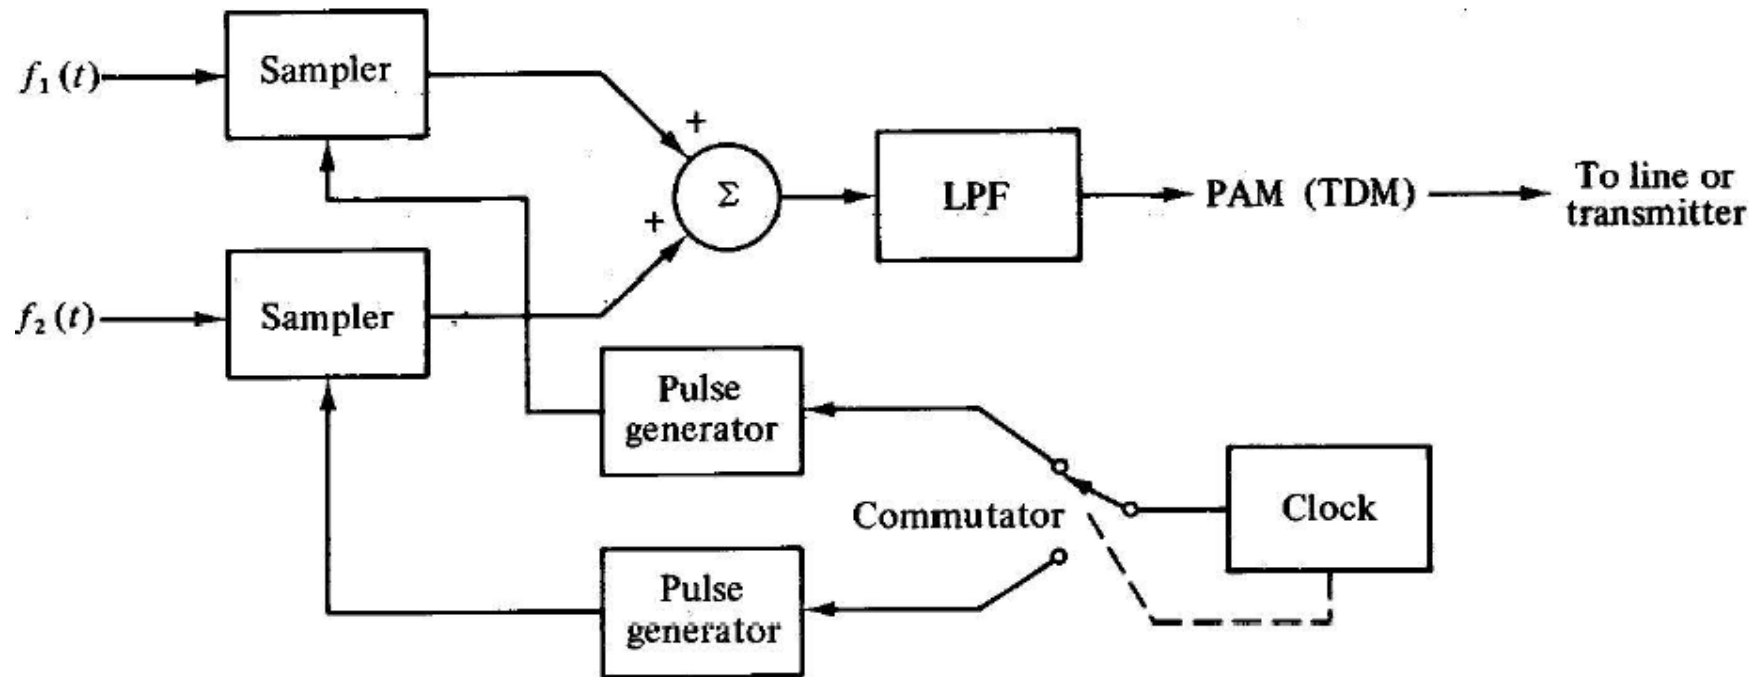 f₁(t)
Sampler
+
Σ
LPF
PAM (TDM)
To line or
transmitter
+
f₂(t)
Sampler
Pulse
generator
Commutator
Clock
Pulse
generator